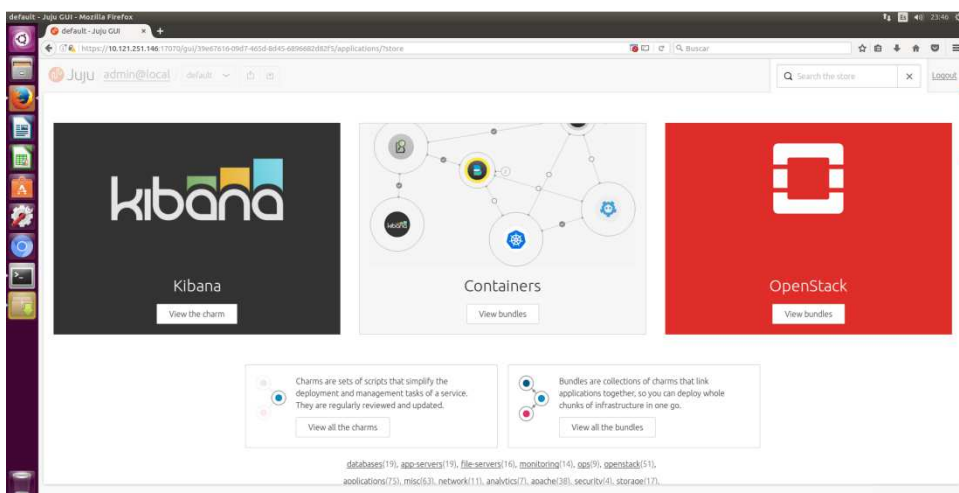 default - Juju GUI - Mozilla Firefox
Es 23:46
default - Juju GUI × +
https://10.121.251.146:17070/gui/39e67616-09d7-465d-8d45-6896682d82f5/applications/?store
Buscar
Juju admin@local default
Search the store ×
Logout
kibana
Kibana
View the charm
kibana
Containers
View bundles
OpenStack
View bundles
Charms are sets of scripts that simplify the
deployment and management tasks of a service.
They are regularly reviewed and updated.
View all the charms
Bundles are collections of charms that link
applications together, so you can deploy whole
chunks of infrastructure in one go.
View all the bundles
databases(19), app-servers(19), file-servers(16), monitoring(14), ops(9), openstack(51),
applications(75), misc(63), network(11), analytics(7), apache(38), security(4), storage(17),